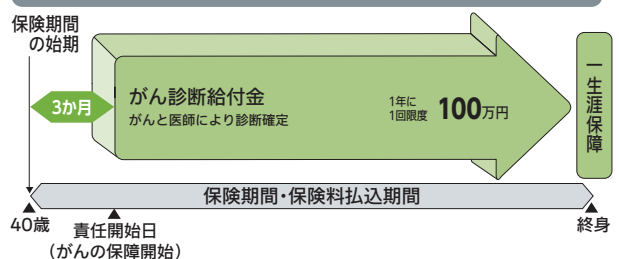 保険期間
の始期
3か月
がん診断給付金
がんと医師により診断確定
1年に
1回限度
100万円
一生涯保障
保険期間・保険料払込期間
40歳
責任開始日
(がんの保障開始)
終身